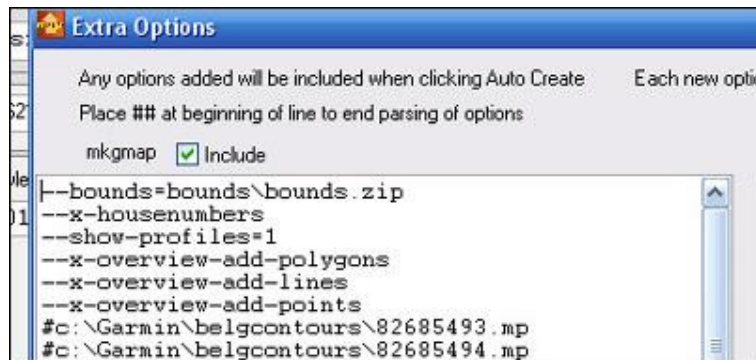 Extra Options
Any options added will be included when clicking Auto Create Each new
Place ## at beginning of line to end parsing of options
mkgmap Include
--bounds=bounds\bounds.zip
--x-housenumbers
--show-profiles=1
--x-overview-add-polygons
--x-overview-add-lines
--x-overview-add-points
#c:\Garmin\belgcontours\82685493.mp
#c:\Garmin\belgcontours\82685494.mp